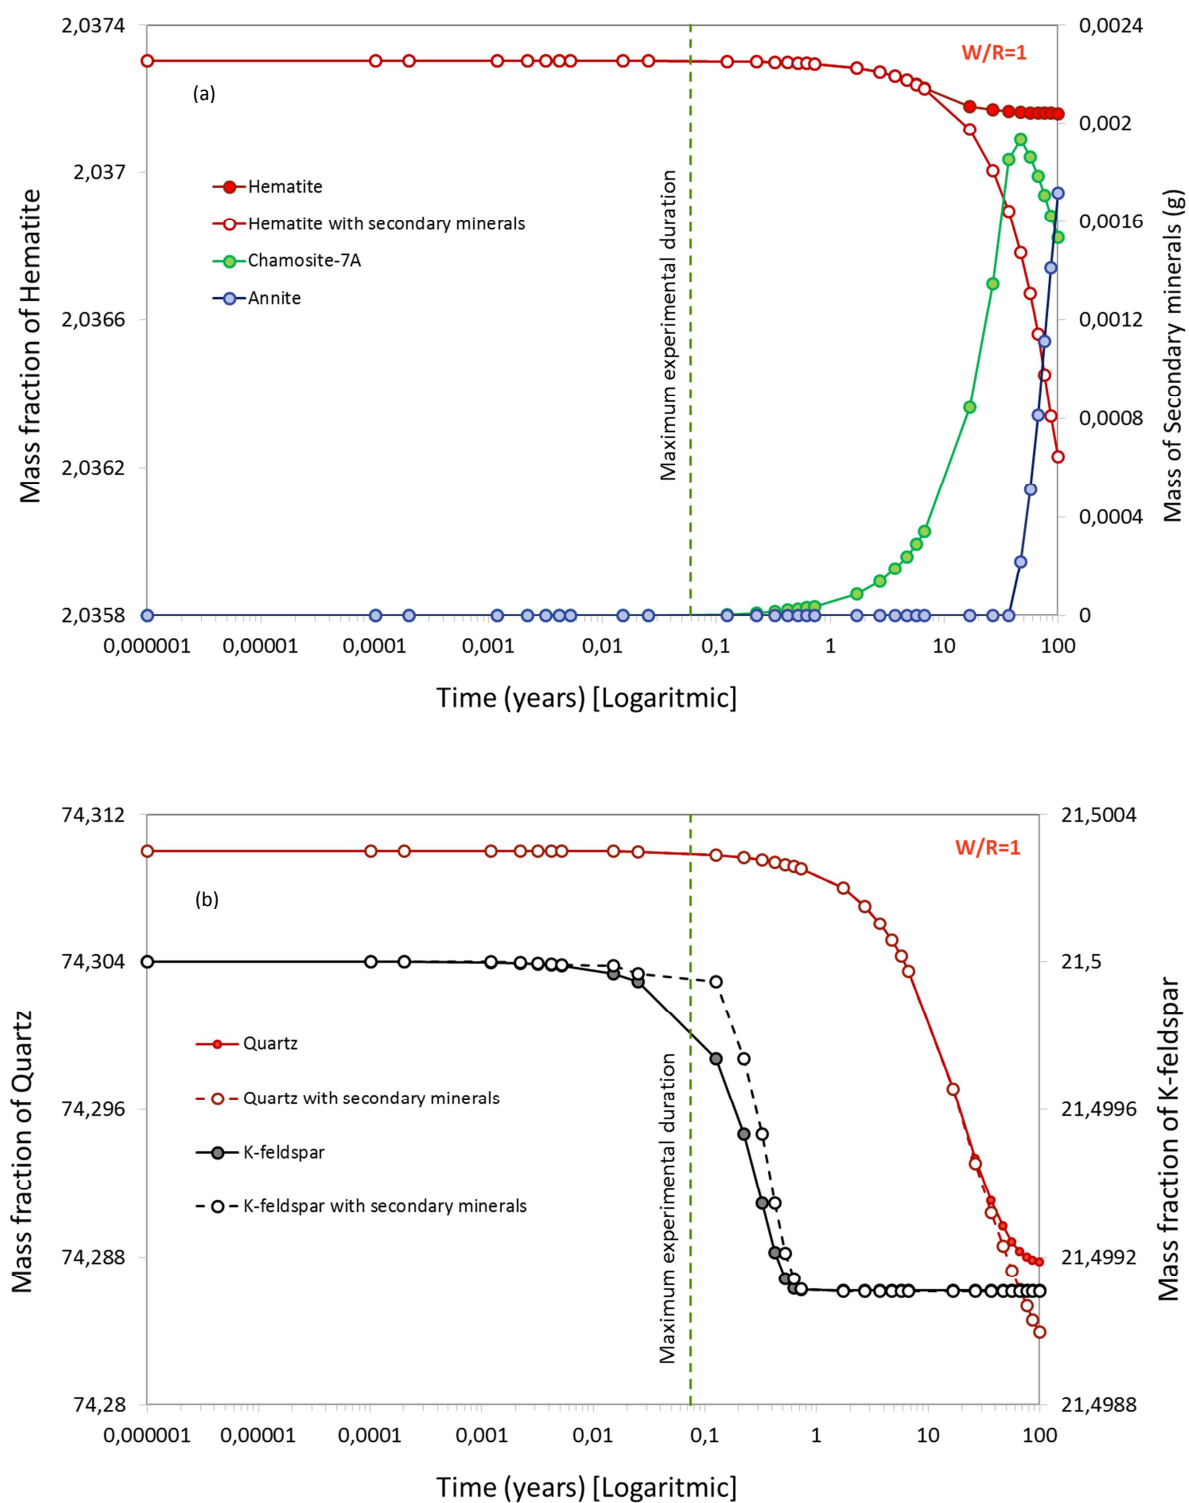 2,0374
0,0024
W/R=1
(a)
0,002
2,037
Hematite
Hematite with secondary minerals
Chamosite-7A
Annite
0,0016
2,0366
0,0012
0,0008
2,0362
0,0004
2,0358
0
Mass fraction of Hematite
Maximum experimental duration
Mass of Secondary minerals (g)
0,000001 0,00001 0,0001 0,001 0,01 0,1 1 10 100
Time (years) [Logaritmic]
74,312
21,5004
W/R=1
(b)
74,304
21,5
Quartz
Quartz with secondary minerals
K-feldspar
K-feldspar with secondary minerals
74,296
21,4996
74,288
21,4992
74,28
21,4988
Mass fraction of Quartz
Maximum experimental duration
Mass fraction of K-feldspar
0,000001 0,00001 0,0001 0,001 0,01 0,1 1 10 100
Time (years) [Logaritmic]